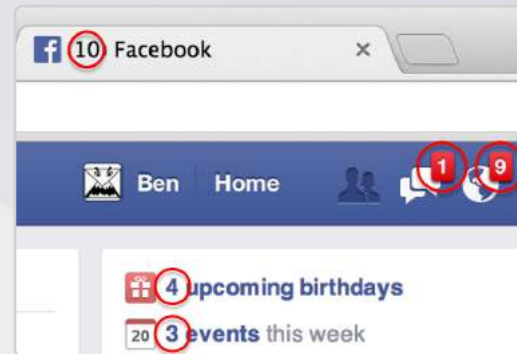 f 10 Facebook ×
Ben Home 1 9
4 upcoming birthdays
20 3 events this week